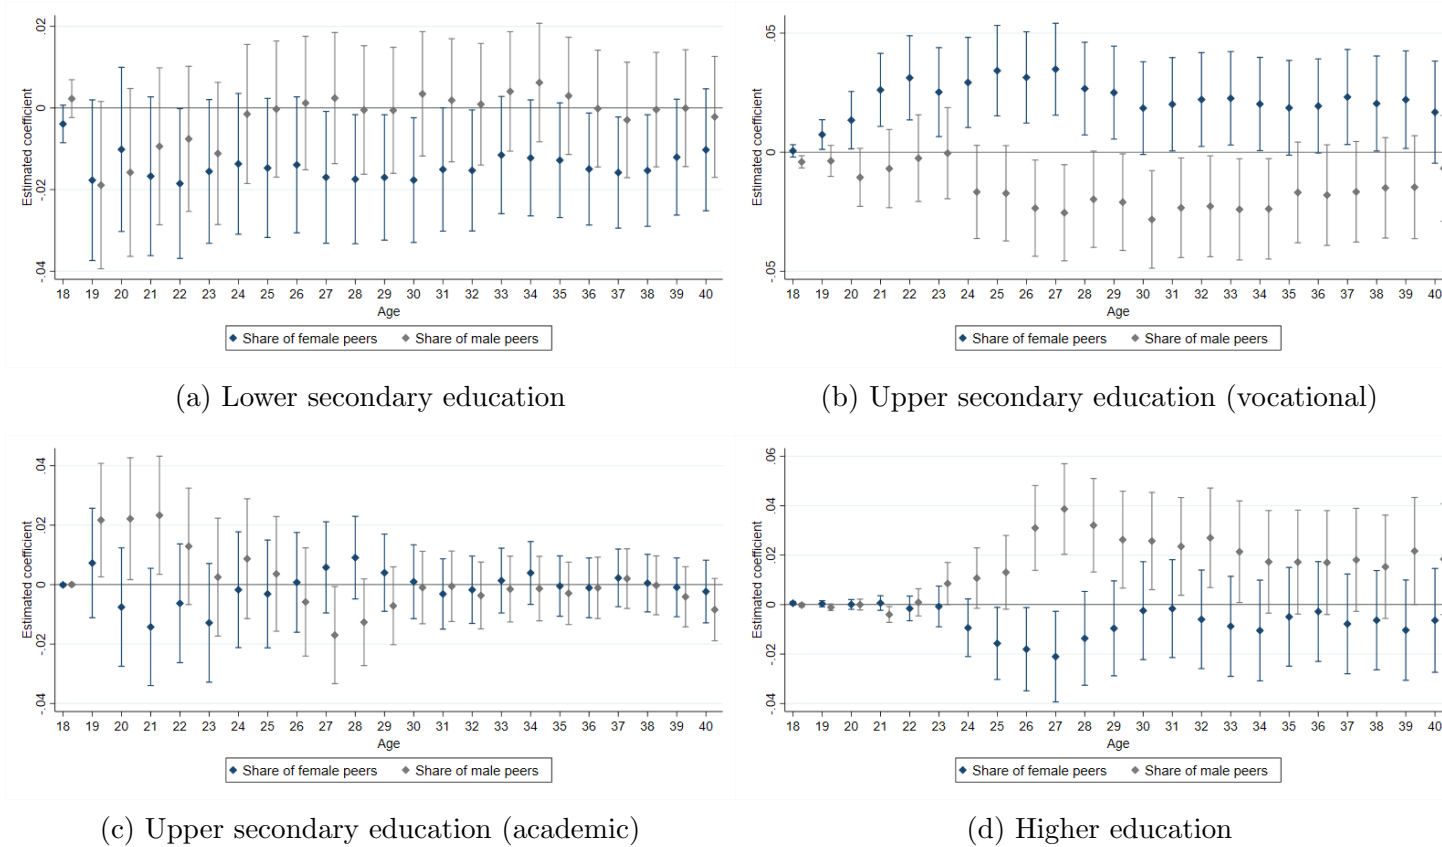 Estimated coefficient
.02
0
-.02
-.04
18 19 20 21 22 23 24 25 26 27 28 29 30 31 32 33 34 35 36 37 38 39 40
Age
Share of female peers Share of male peers
(a) Lower secondary education
Estimated coefficient
.05
0
-.05
18 19 20 21 22 23 24 25 26 27 28 29 30 31 32 33 34 35 36 37 38 39 40
Age
Share of female peers Share of male peers
(b) Upper secondary education (vocational)
Estimated coefficient
.04
.02
0
-.02
-.04
18 19 20 21 22 23 24 25 26 27 28 29 30 31 32 33 34 35 36 37 38 39 40
Age
Share of female peers Share of male peers
(c) Upper secondary education (academic)
Estimated coefficient
.06
.04
.02
0
-.02
-.04
18 19 20 21 22 23 24 25 26 27 28 29 30 31 32 33 34 35 36 37 38 39 40
Age
Share of female peers Share of male peers
(d) Higher education